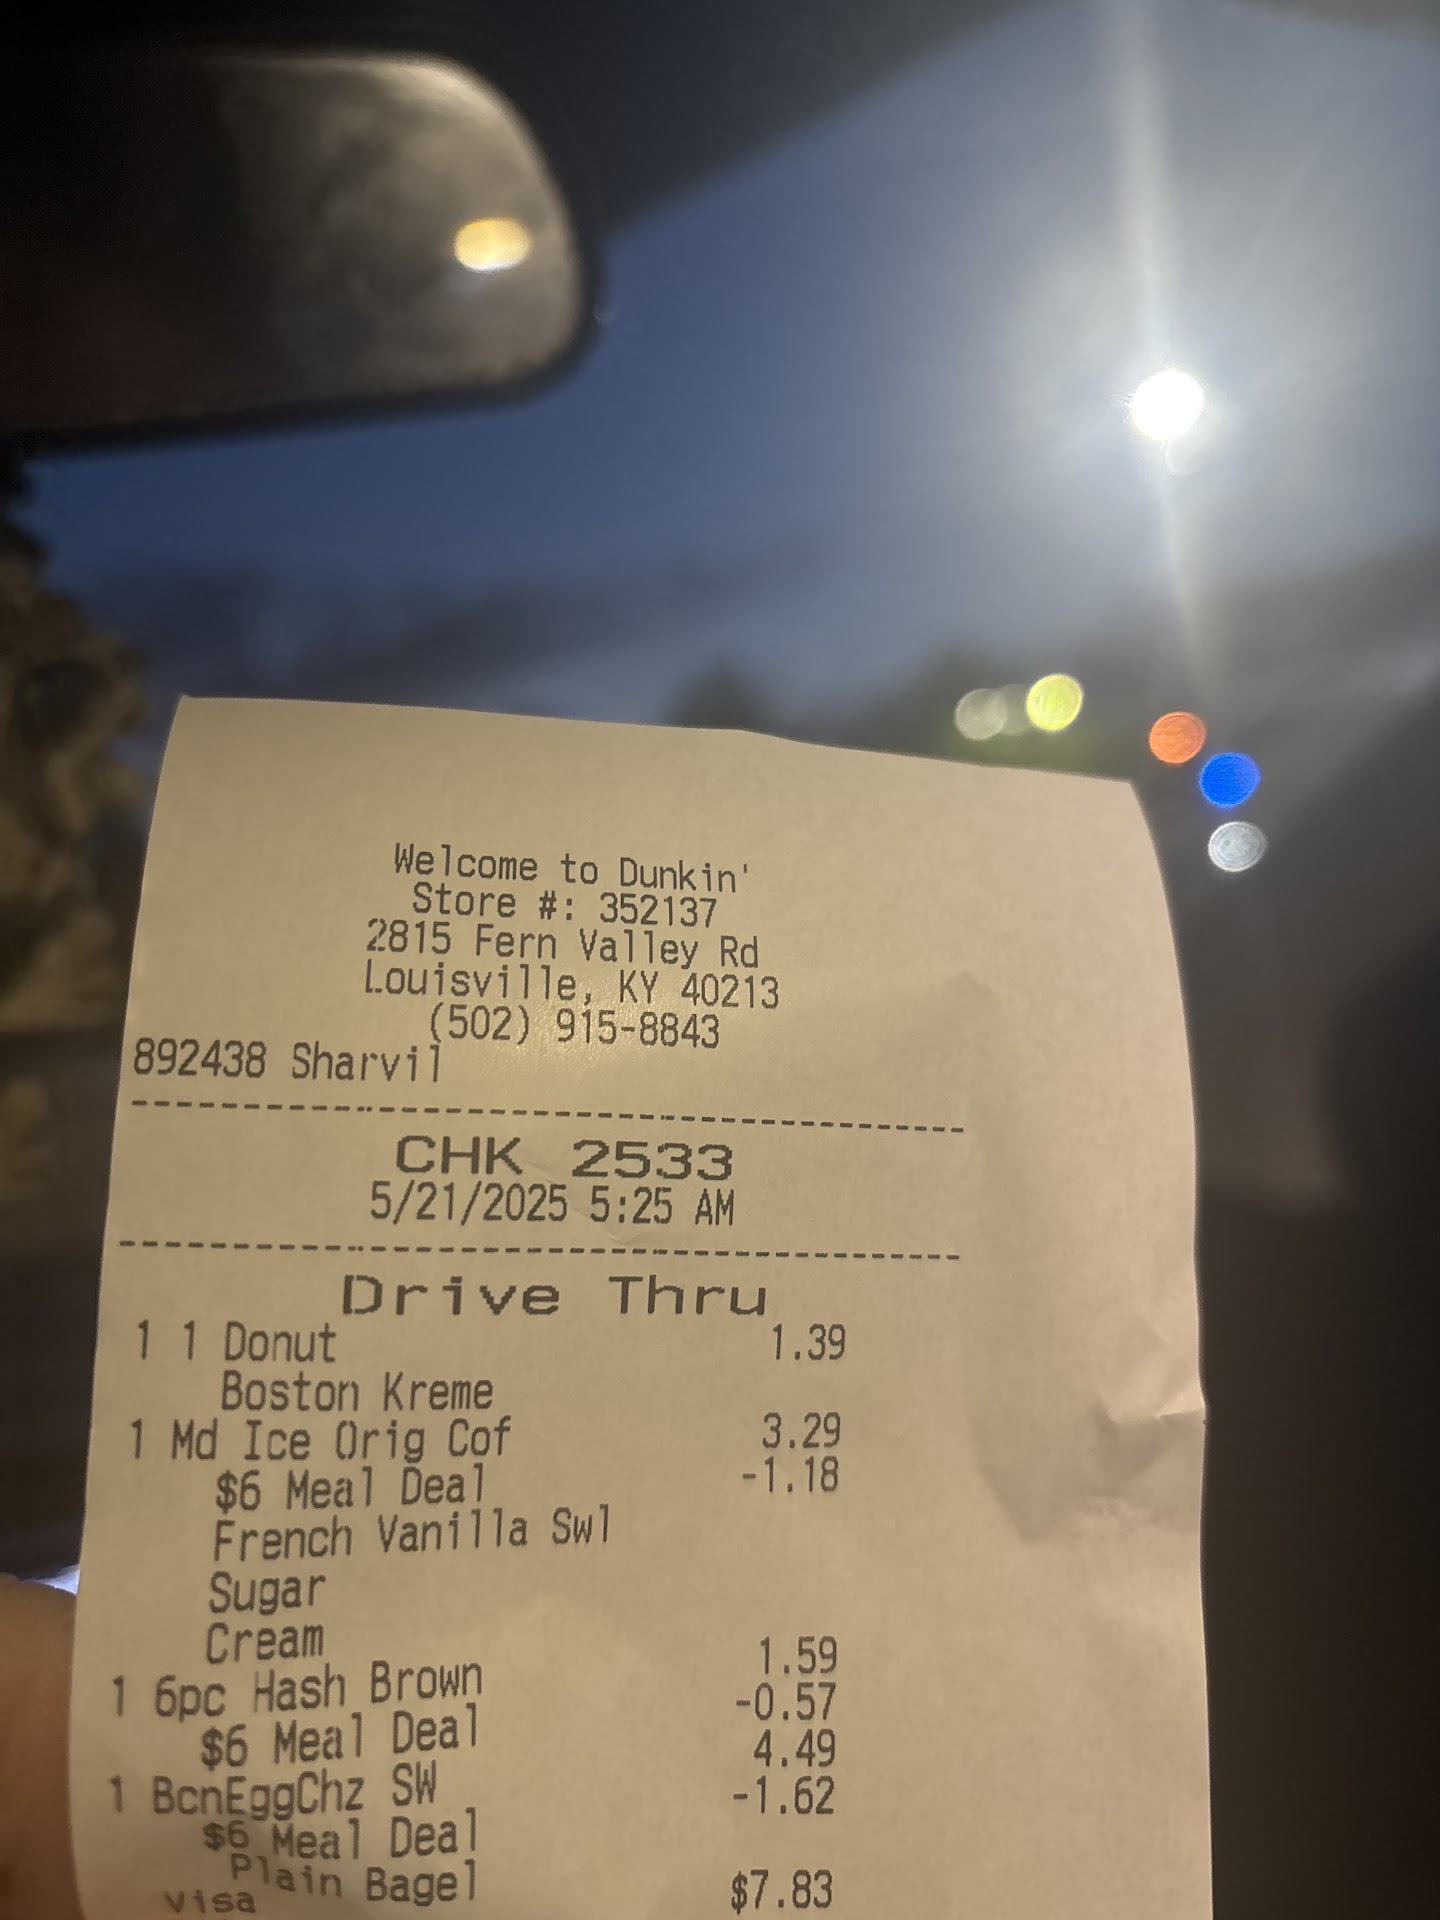 Welcome to Dunkin'
Store #: 352137
2815 Fern Valley Rd
Louisville, KY 40213
(502) 915-8843
892438 Sharvil
CHK 2533
5/21/2025 5:25 AM
Drive Thru
1 1 Donut 1.39
Boston Kreme
1 Md Ice Orig Cof 3.29
$6 Meal Deal -1.18
French Vanilla Swl
Sugar
Cream
1 6pc Hash Brown 1.59
$6 Meal Deal -0.57
1 BcnEggChz SW 4.49
$6 Meal Deal -1.62
Plain Bagel
Visa $7.83